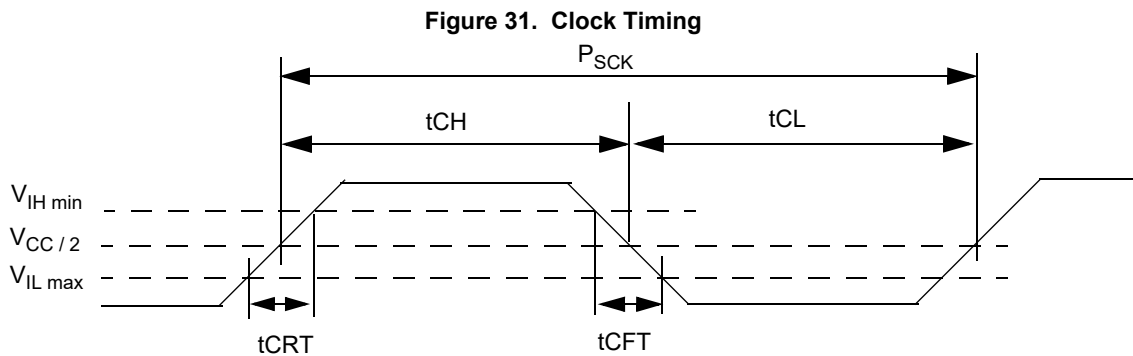 Figure 31. Clock Timing
PSCK
tCH
tCL
VIH min
VCC / 2
VIL max
tCRT
tCFT